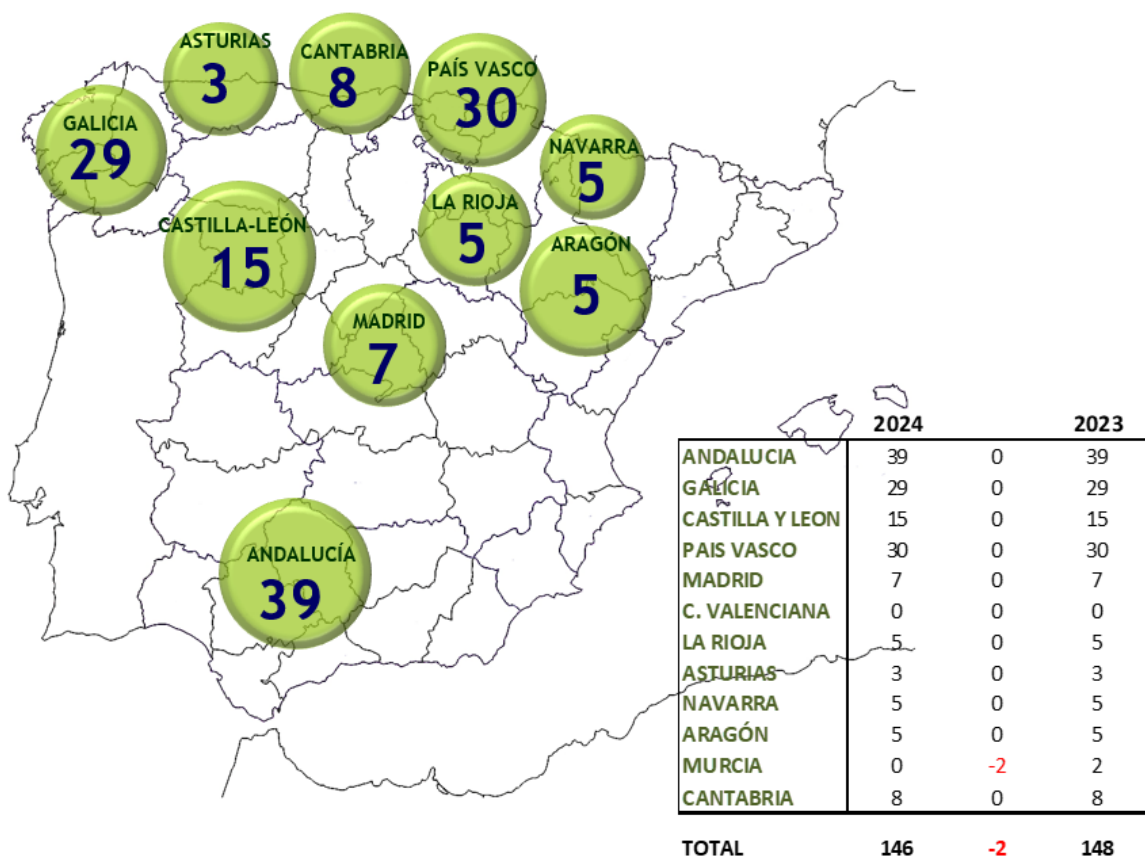 ASTURIAS
3
CANTABRIA
8
PAÍS VASCO
30
GALICIA
29
NAVARRA
5
CASTILLA-LEÓN
15
LA RIOJA
5
ARAGÓN
5
MADRID
7
ANDALUCÍA
39
2024 2023
ANDALUCIA 39 0 39
GALICIA 29 0 29
CASTILLA Y LEON 15 0 15
PAIS VASCO 30 0 30
MADRID 7 0 7
C. VALENCIANA 0 0 0
LA RIOJA 5 0 5
ASTURIAS 3 0 3
NAVARRA 5 0 5
ARAGÓN 5 0 5
MURCIA 0 -2 2
CANTABRIA 8 0 8
TOTAL 146 -2 148